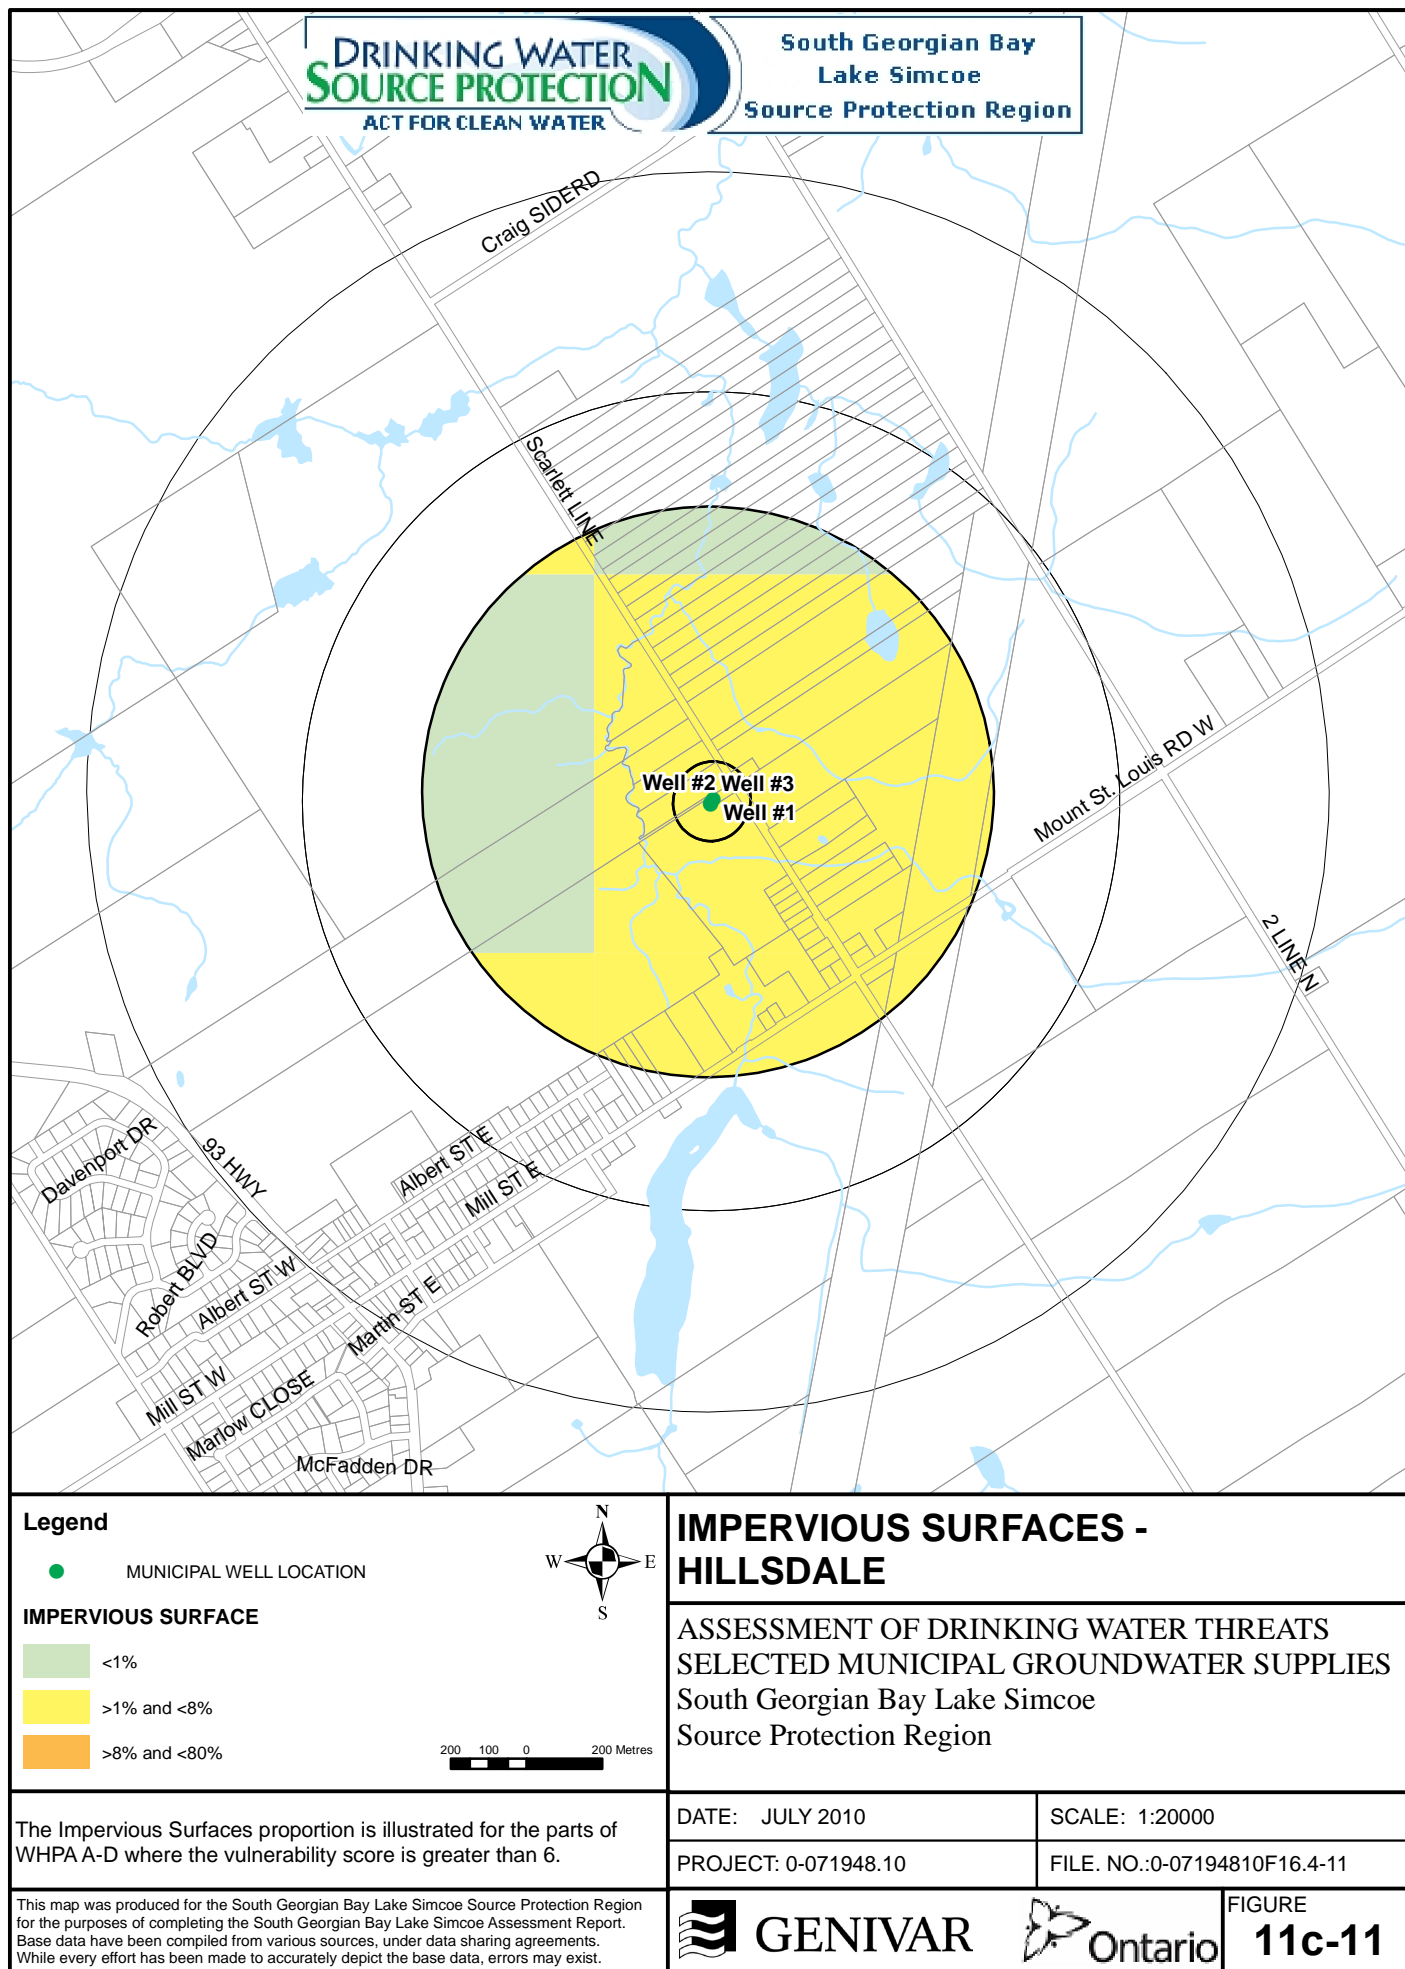 DRINKING WATER
SOURCE PROTECTION
ACT FOR CLEAN WATER
South Georgian Bay
Lake Simcoe
Source Protection Region
Craig SIDERD
Scarlett LINE
Well #2 Well #3
Well #1
Mount St. Louis RD W
2 LINE N
Davenport DR
93 HWY
Albert ST E
Mill ST E
Robert BLVD
Albert ST W
Martin ST E
Mill ST W
Marlow CLOSE
McFadden DR
Legend
MUNICIPAL WELL LOCATION
IMPERVIOUS SURFACE
<1%
>1% and <8%
>8% and <80%
N
W E
S
200 100 0 200 Metres
The Impervious Surfaces proportion is illustrated for the parts of
WHPA A-D where the vulnerability score is greater than 6.
This map was produced for the South Georgian Bay Lake Simcoe Source Protection Region
for the purposes of completing the South Georgian Bay Lake Simcoe Assessment Report.
Base data have been compiled from various sources, under data sharing agreements.
While every effort has been made to accurately depict the base data, errors may exist.
IMPERVIOUS SURFACES -
HILLSDALE
ASSESSMENT OF DRINKING WATER THREATS
SELECTED MUNICIPAL GROUNDWATER SUPPLIES
South Georgian Bay Lake Simcoe
Source Protection Region
DATE: JULY 2010
SCALE: 1:20000
PROJECT: 0-071948.10
FILE. NO.:0-07194810F16.4-11
GENIVAR
Ontario
FIGURE
11c-11